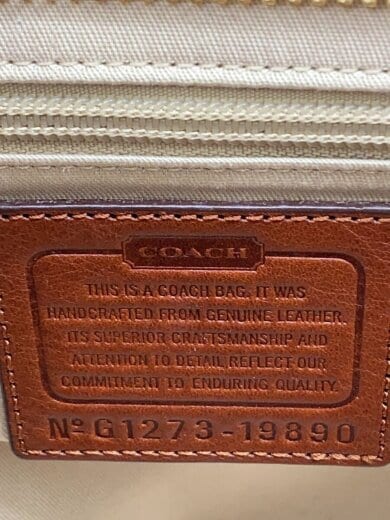 COACH
THIS IS A COACH BAG. IT WAS
HANDCRAFTED FROM GENUINE LEATHER.
ITS SUPERIOR CRAFTSMANSHIP AND
ATTENTION TO DETAIL REFLECT OUR
COMMITMENT TO ENDURING QUALITY.
Nº G1273-19890